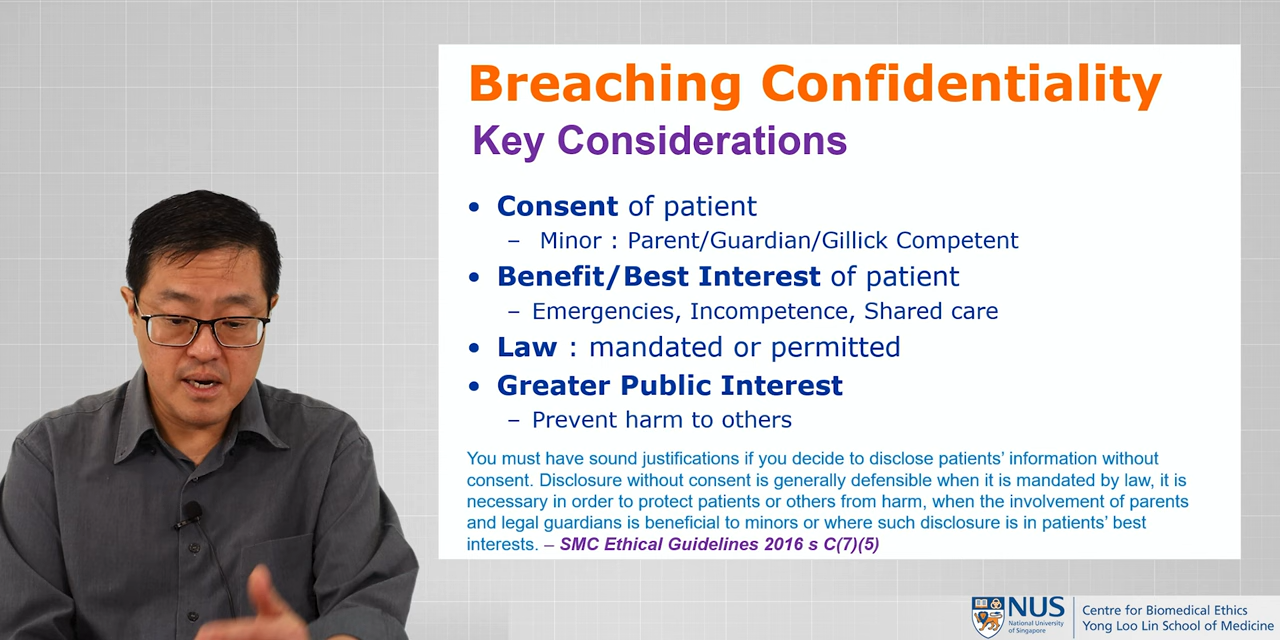 Breaching Confidentiality
Key Considerations
• Consent of patient
– Minor : Parent/Guardian/Gillick Competent
• Benefit/Best Interest of patient
– Emergencies, Incompetence, Shared care
• Law : mandated or permitted
• Greater Public Interest
– Prevent harm to others
You must have sound justifications if you decide to disclose patients’ information without
consent. Disclosure without consent is generally defensible when it is mandated by law, it is
necessary in order to protect patients or others from harm, when the involvement of parents
and legal guardians is beneficial to minors or where such disclosure is in patients’ best
interests. – SMC Ethical Guidelines 2016 s C(7)(5)
NUS
National University
of Singapore
Centre for Biomedical Ethics
Yong Loo Lin School of Medicine